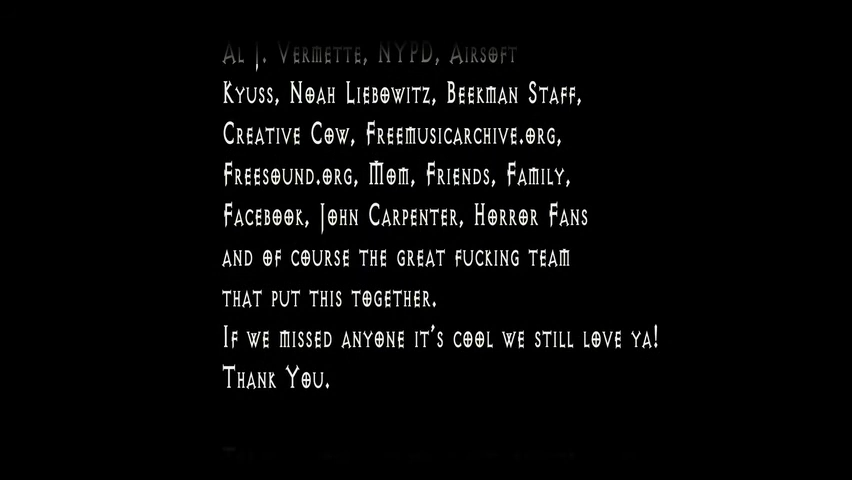 Al J. Vermette, NYPD, Airsoft
Kyuss, Noah Liebowitz, Beekman Staff,
Creative Cow, Freemusicarchive.org,
Freesound.org, Mom, Friends, Family,
Facebook, John Carpenter, Horror Fans
and of course the great fucking team
that put this together.
If we missed anyone it's cool we still love ya!
Thank You.